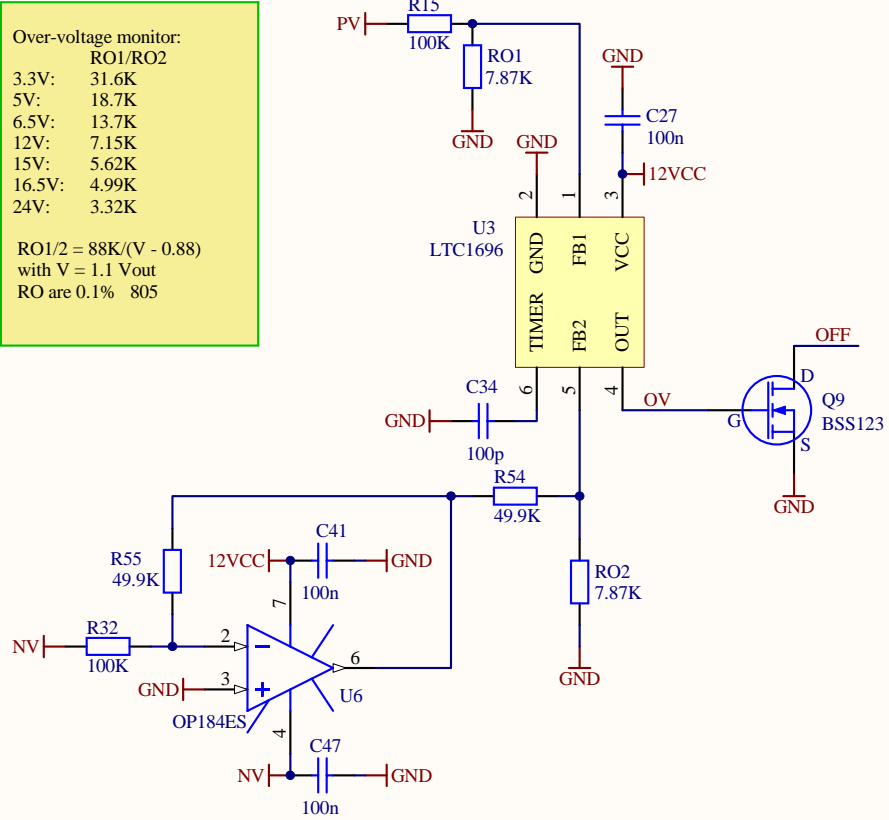 Over-voltage monitor:
RO1/RO2
3.3V: 31.6K
5V: 18.7K
6.5V: 13.7K
12V: 7.15K
15V: 5.62K
16.5V: 4.99K
24V: 3.32K
RO1/2 = 88K/(V - 0.88)
with V = 1.1 Vout
RO are 0.1% 805
R15
PV
100K
RO1
7.87K
GND
GND
C27
100n
GND
12VCC
2
1
3
U3
LTC1696
GND
FB1
VCC
TIMER
FB2
OUT
6
5
4
OV
OFF
D
G
S
Q9
BSS123
GND
C34
GND
100p
R54
49.9K
R55
49.9K
C41
12VCC
GND
100n
RO2
7.87K
GND
7
R32
NV
100K
2
3
6
GND
U6
OP184ES
4
C47
NV
GND
100n